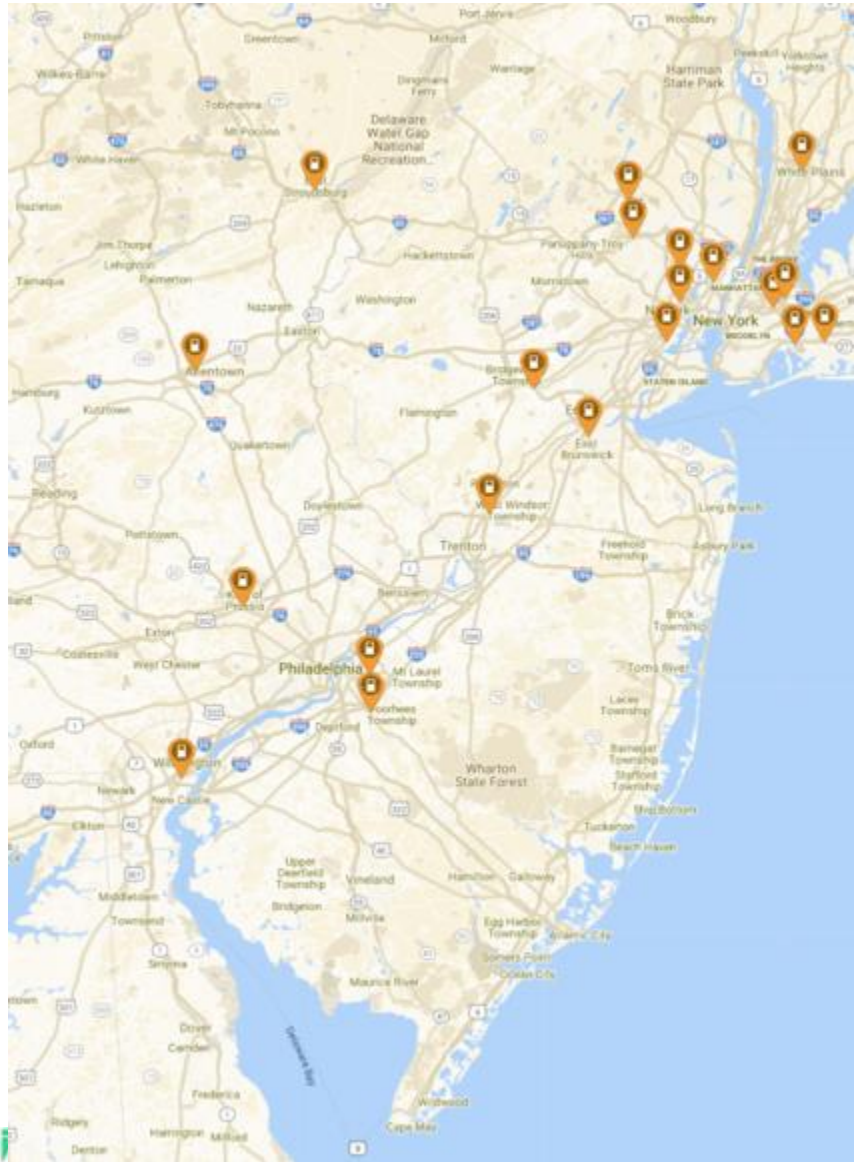 Port Jervis
Woodbury
Pittston
Greentown
Milford
Peekskill
Yorktown
Heights
Wilkes-Barre
Dingmans
Ferry
Warwick
Harriman
State Park
Tobyhanna
Mt Pocono
Delaware
Water Gap
National
Recreation...
White Haven
White Plains
Hazleton
Jim Thorpe
Lehighton
Palmerton
Tamaqua
Hackettstown
Parsippany-Troy
Hills
MANHATTAN
Nazareth
Washington
Morristown
Easton
New York
BROOKLYN
Allentown
STATEN ISLAND
Hamburg
Kutztown
Flemington
Quakertown
East
Brunswick
Reading
Doylestown
West Windsor
Township
Long Branch
Pottstown
Trenton
Freehold
Township
Asbury Park
Bensalem
Exton
Brick
Township
Coatesville
West Chester
Philadelphia
Mt Laurel
Township
Toms River
Voorhees
Township
Deptford
Lacey
Township
Oxford
Wharton
State Forest
Barnegat
Township
Stafford
Township
Newark
New Castle
Elkton
Ship Bottom
Tuckerton
Beach Haven
Upper
Deerfield
Township
Vineland
Hamilton
Galloway
Middletown
Bridgeton
Millville
Townsend
Egg Harbor
Township
Atlantic City
Somers Point
Ocean City
Smyrna
Maurice River
Dover
Camden
Delaware Bay
Frederica
Wildwood
Cape May
Ridgely
Harrington
Milford
Denton